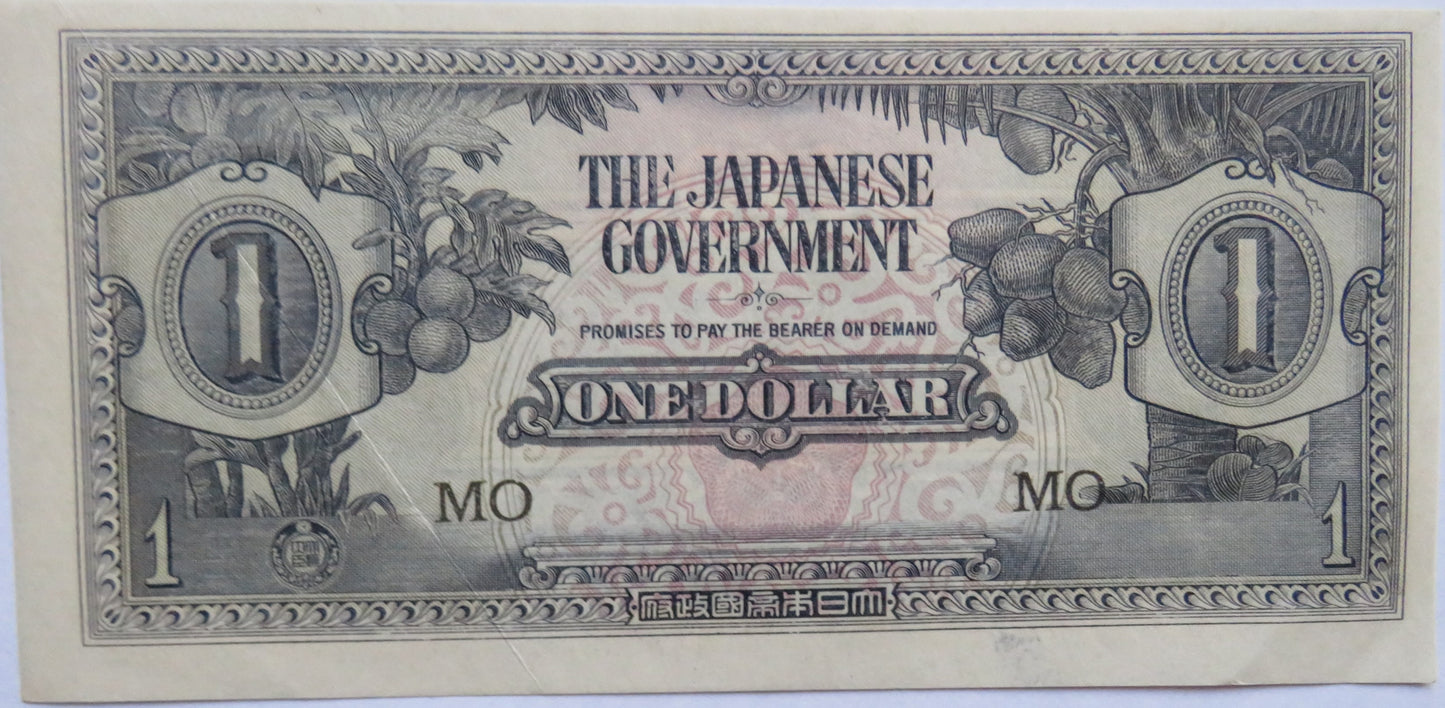 THE JAPANESE
GOVERNMENT
PROMISES TO PAY THE BEARER ON DEMAND
ONE DOLLAR
1
1
MO
MO
1
1
府政國帝本日大